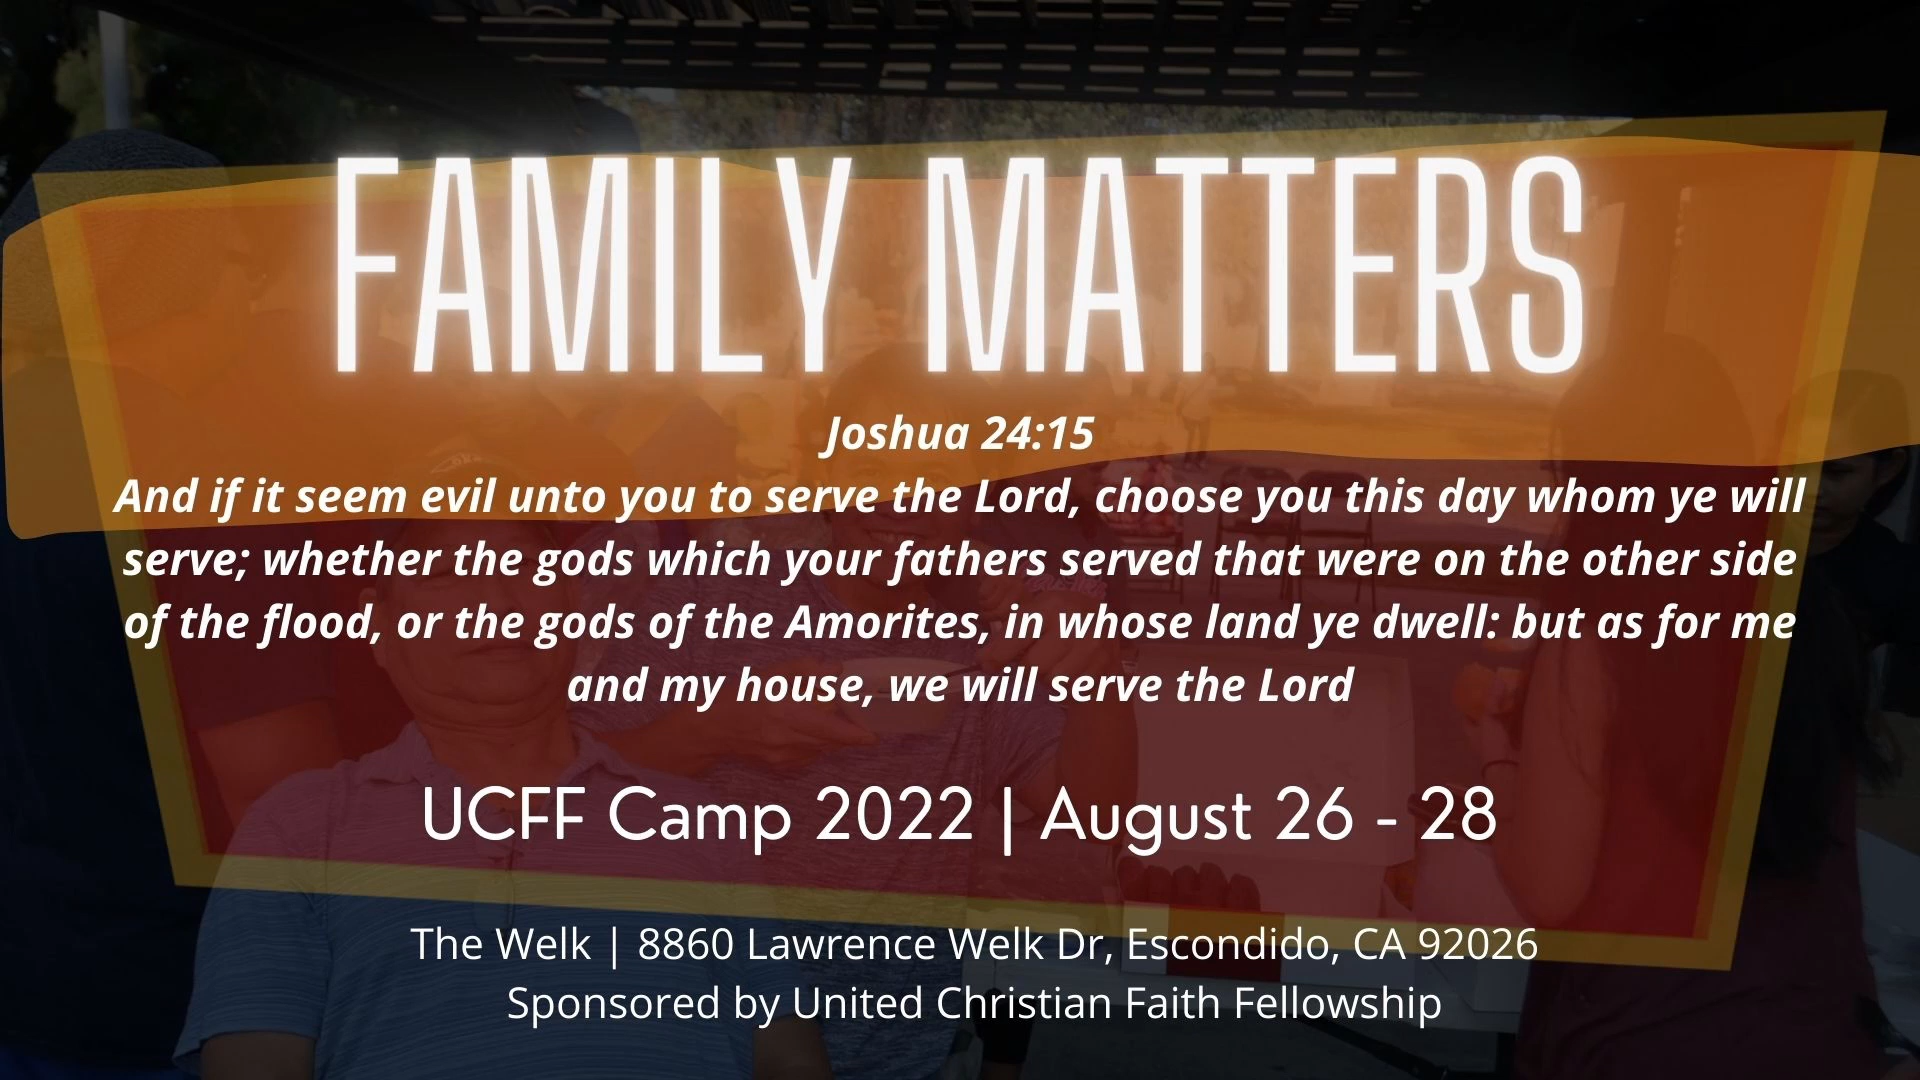 FAMILY MATTERS
Joshua 24:15
And if it seem evil unto you to serve the Lord, choose you this day whom ye will
serve; whether the gods which your fathers served that were on the other side
of the flood, or the gods of the Amorites, in whose land ye dwell: but as for me
and my house, we will serve the Lord
UCFF Camp 2022 | August 26 - 28
The Welk | 8860 Lawrence Welk Dr, Escondido, CA 92026
Sponsored by United Christian Faith Fellowship